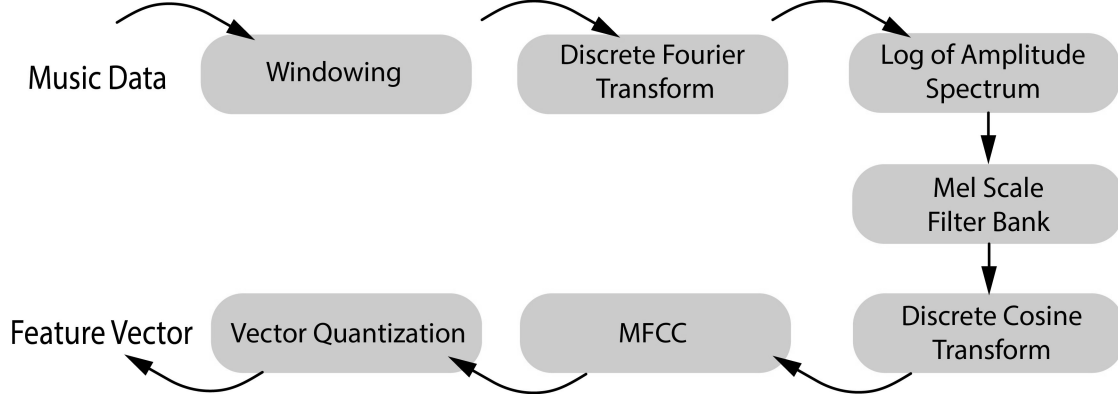 Music Data
Windowing
Discrete Fourier
Transform
Log of Amplitude
Spectrum
Mel Scale
Filter Bank
Discrete Cosine
Transform
MFCC
Vector Quantization
Feature Vector